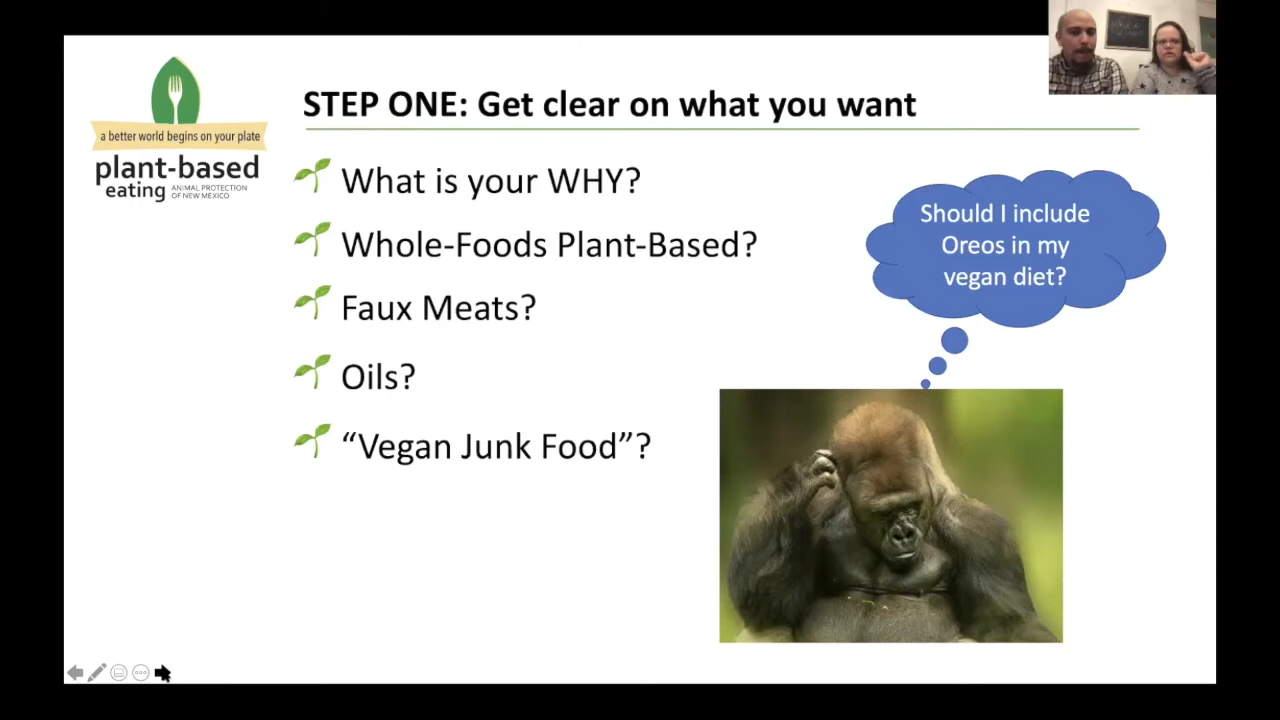 a better world begins on your plate
plant-based
eating ANIMAL PROTECTION
OF NEW MEXICO
STEP ONE: Get clear on what you want
What is your WHY?
Whole-Foods Plant-Based?
Faux Meats?
Oils?
“Vegan Junk Food”?
Should I include
Oreos in my
vegan diet?